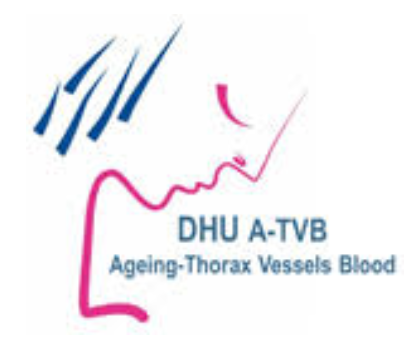 DHU A-TVB
Ageing-Thorax Vessels Blood